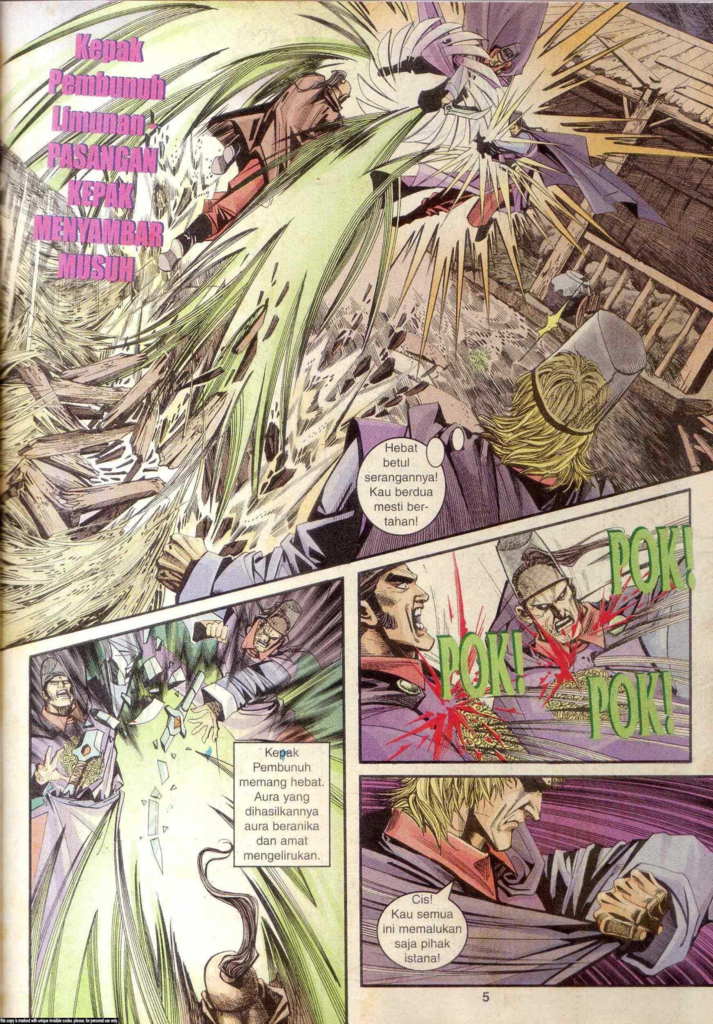 Kepak
Pembunuh
Limunan -
PASANGAN
KEPAK
MENYAMBAR
MUSUH
Hebat
betul
serangannya!
Kau berdua
mesti ber-
tahan!
POK!
POK!
POK!
Kepak
Pembunuh
memang hebat.
Aura yang
dihasilkannya
aura beranika
dan amat
mengelirukan.
Cis!
Kau semua
ini memalukan
saja pihak
istana!
5